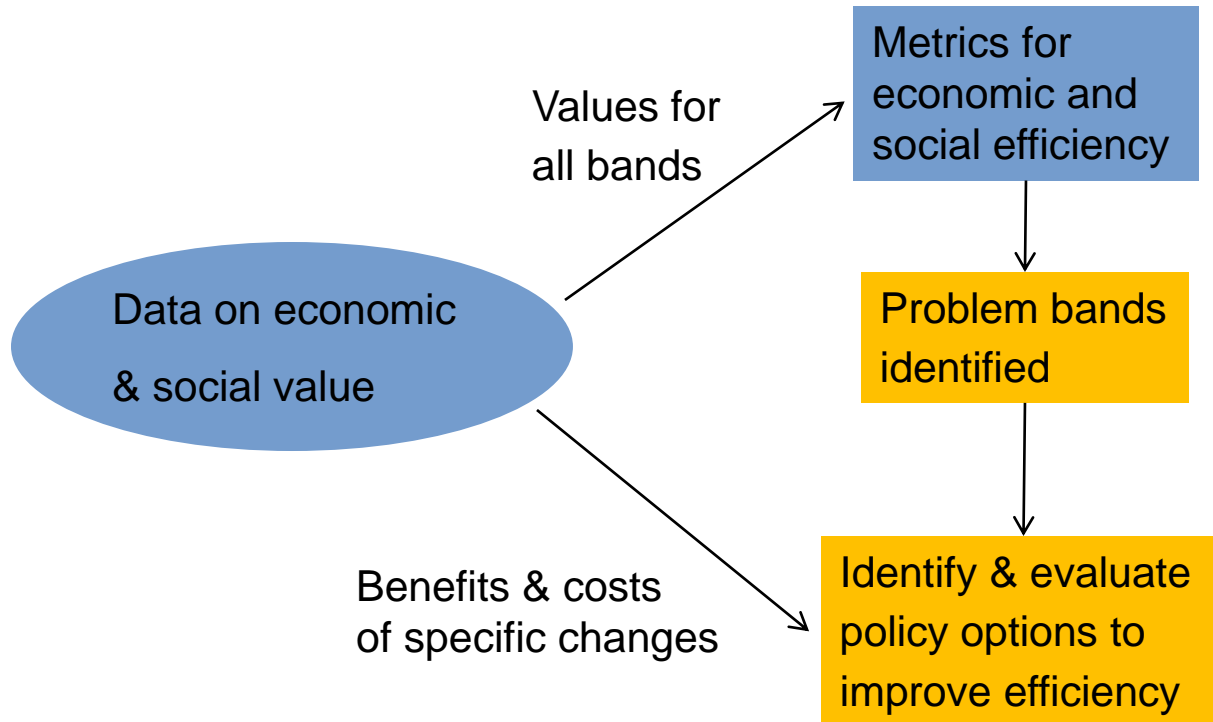 Metrics for
economic and
social efficiency
Values for
all bands
Data on economic
& social value
Problem bands
identified
Benefits & costs
of specific changes
Identify & evaluate
policy options to
improve efficiency